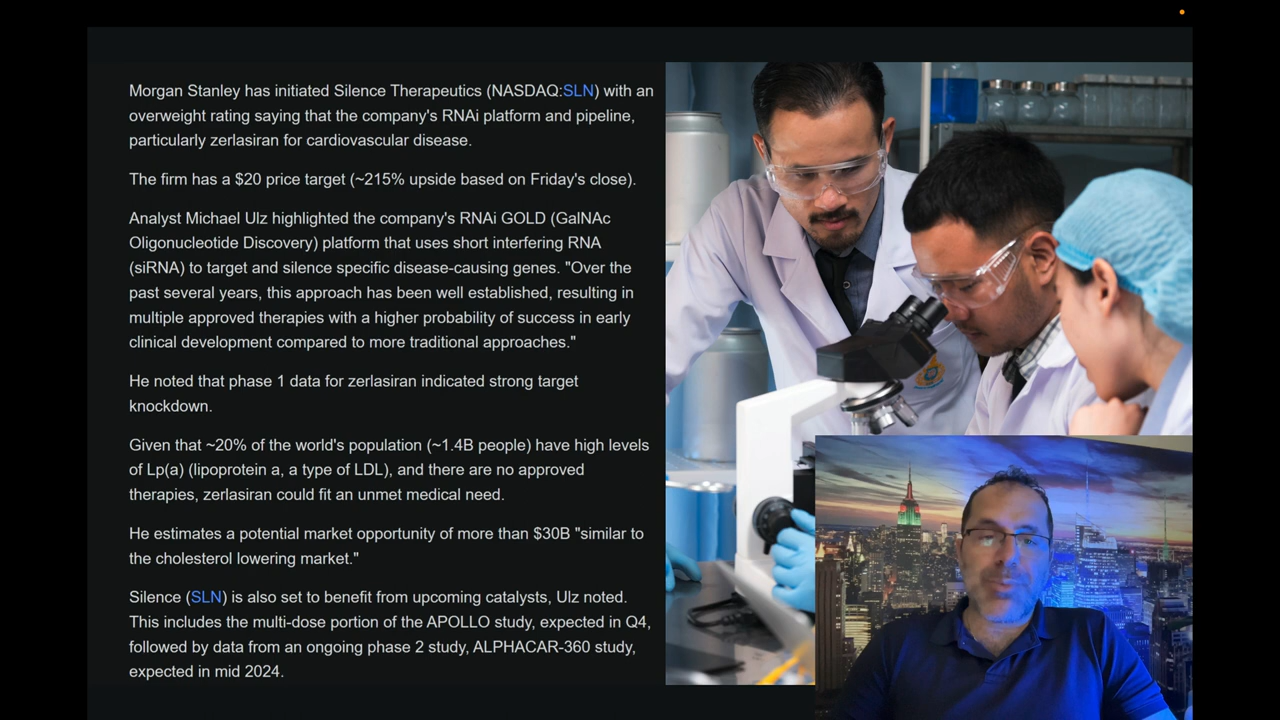 Morgan Stanley has initiated Silence Therapeutics (NASDAQ:SLN) with an
overweight rating saying that the company's RNAi platform and pipeline,
particularly zerlasiran for cardiovascular disease.
The firm has a $20 price target (~215% upside based on Friday's close).
Analyst Michael Ulz highlighted the company's RNAi GOLD (GalNAc
Oligonucleotide Discovery) platform that uses short interfering RNA
(siRNA) to target and silence specific disease-causing genes. "Over the
past several years, this approach has been well established, resulting in
multiple approved therapies with a higher probability of success in early
clinical development compared to more traditional approaches."
He noted that phase 1 data for zerlasiran indicated strong target
knockdown.
Given that ~20% of the world's population (~1.4B people) have high levels
of Lp(a) (lipoprotein a, a type of LDL), and there are no approved
therapies, zerlasiran could fit an unmet medical need.
He estimates a potential market opportunity of more than $30B "similar to
the cholesterol lowering market."
Silence (SLN) is also set to benefit from upcoming catalysts, Ulz noted.
This includes the multi-dose portion of the APOLLO study, expected in Q4,
followed by data from an ongoing phase 2 study, ALPHACAR-360 study,
expected in mid 2024.